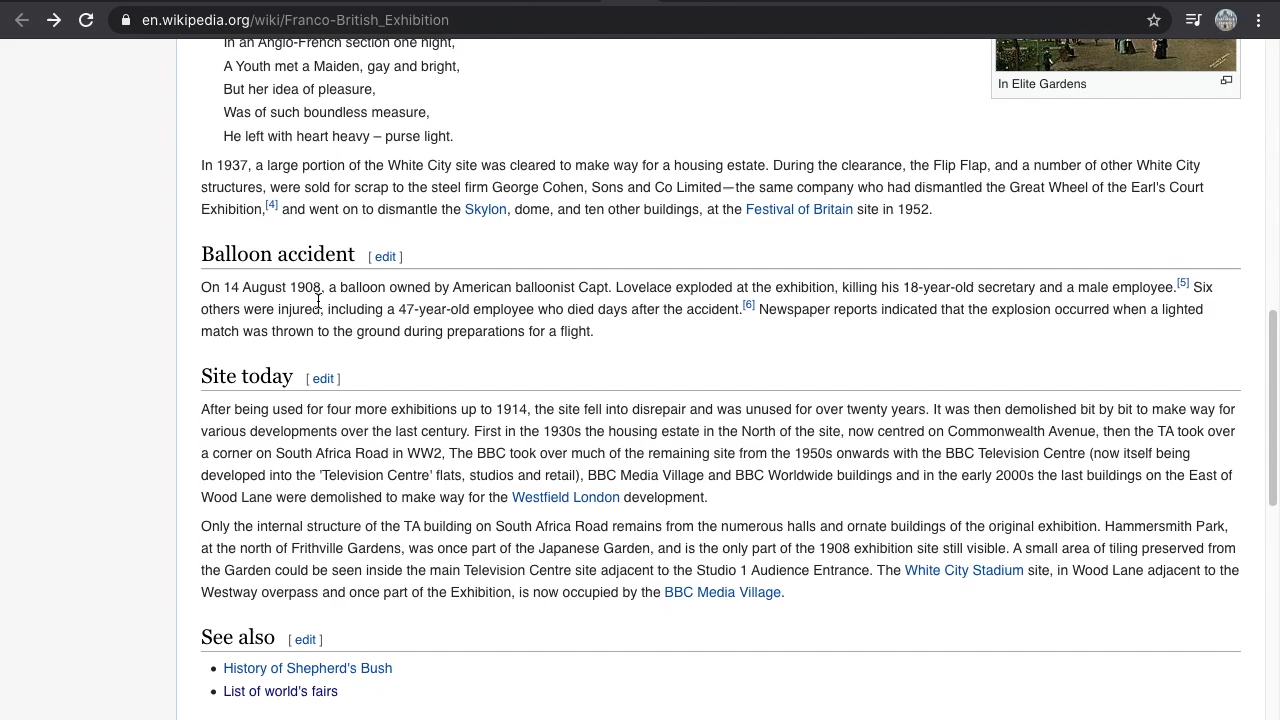 en.wikipedia.org/wiki/Franco-British_Exhibition
In an Anglo-French section one night,
A Youth met a Maiden, gay and bright,
But her idea of pleasure,
Was of such boundless measure,
He left with heart heavy – purse light.
In Elite Gardens
In 1937, a large portion of the White City site was cleared to make way for a housing estate. During the clearance, the Flip Flap, and a number of other White City
structures, were sold for scrap to the steel firm George Cohen, Sons and Co Limited—the same company who had dismantled the Great Wheel of the Earl's Court
Exhibition,[4] and went on to dismantle the Skylon, dome, and ten other buildings, at the Festival of Britain site in 1952.
Balloon accident [ edit ]
On 14 August 1908, a balloon owned by American balloonist Capt. Lovelace exploded at the exhibition, killing his 18-year-old secretary and a male employee.[5] Six
others were injured, including a 47-year-old employee who died days after the accident.[6] Newspaper reports indicated that the explosion occurred when a lighted
match was thrown to the ground during preparations for a flight.
Site today [ edit ]
After being used for four more exhibitions up to 1914, the site fell into disrepair and was unused for over twenty years. It was then demolished bit by bit to make way for
various developments over the last century. First in the 1930s the housing estate in the North of the site, now centred on Commonwealth Avenue, then the TA took over
a corner on South Africa Road in WW2, The BBC took over much of the remaining site from the 1950s onwards with the BBC Television Centre (now itself being
developed into the 'Television Centre' flats, studios and retail), BBC Media Village and BBC Worldwide buildings and in the early 2000s the last buildings on the East of
Wood Lane were demolished to make way for the Westfield London development.
Only the internal structure of the TA building on South Africa Road remains from the numerous halls and ornate buildings of the original exhibition. Hammersmith Park,
at the north of Frithville Gardens, was once part of the Japanese Garden, and is the only part of the 1908 exhibition site still visible. A small area of tiling preserved from
the Garden could be seen inside the main Television Centre site adjacent to the Studio 1 Audience Entrance. The White City Stadium site, in Wood Lane adjacent to the
Westway overpass and once part of the Exhibition, is now occupied by the BBC Media Village.
See also [ edit ]
• History of Shepherd's Bush
• List of world's fairs